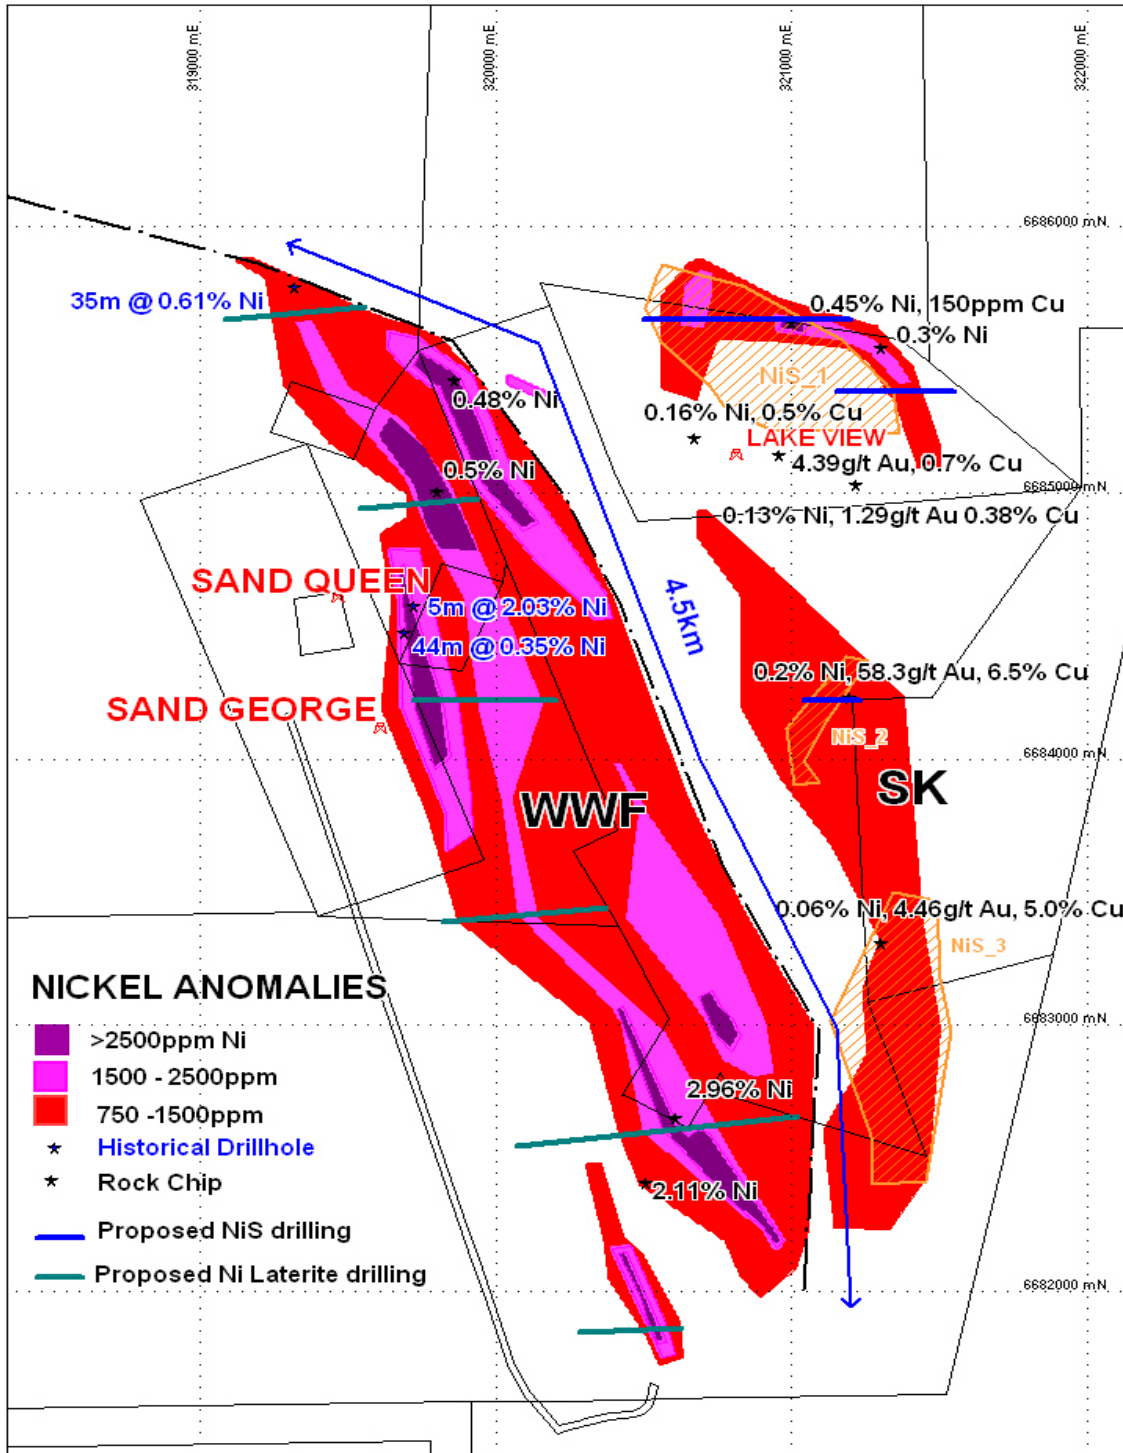 319000 mE
320000 mE
321000 mE
322000 mE
6686000 mN
35m @ 0.61% Ni
0.45% Ni, 150ppm Cu
0.3% Ni
NiS_1
0.48% Ni
0.16% Ni, 0.5% Cu
LAKE VIEW
0.5% Ni
4.39g/t Au, 0.7% Cu
6685000 mN
0.13% Ni, 1.29g/t Au 0.38% Cu
SAND QUEEN
5m @ 2.03% Ni
4.5km
44m @ 0.35% Ni
0.2% Ni, 58.3g/t Au, 6.5% Cu
SAND GEORGE
NiS_2
6684000 mN
SK
WWF
0.06% Ni, 4.46g/t Au, 5.0% Cu
NiS_3
NICKEL ANOMALIES
6683000 mN
>2500ppm Ni
1500 - 2500ppm
2.96% Ni
750 -1500ppm
Historical Drillhole
Rock Chip
2.11% Ni
Proposed NiS drilling
Proposed Ni Laterite drilling
6682000 mN